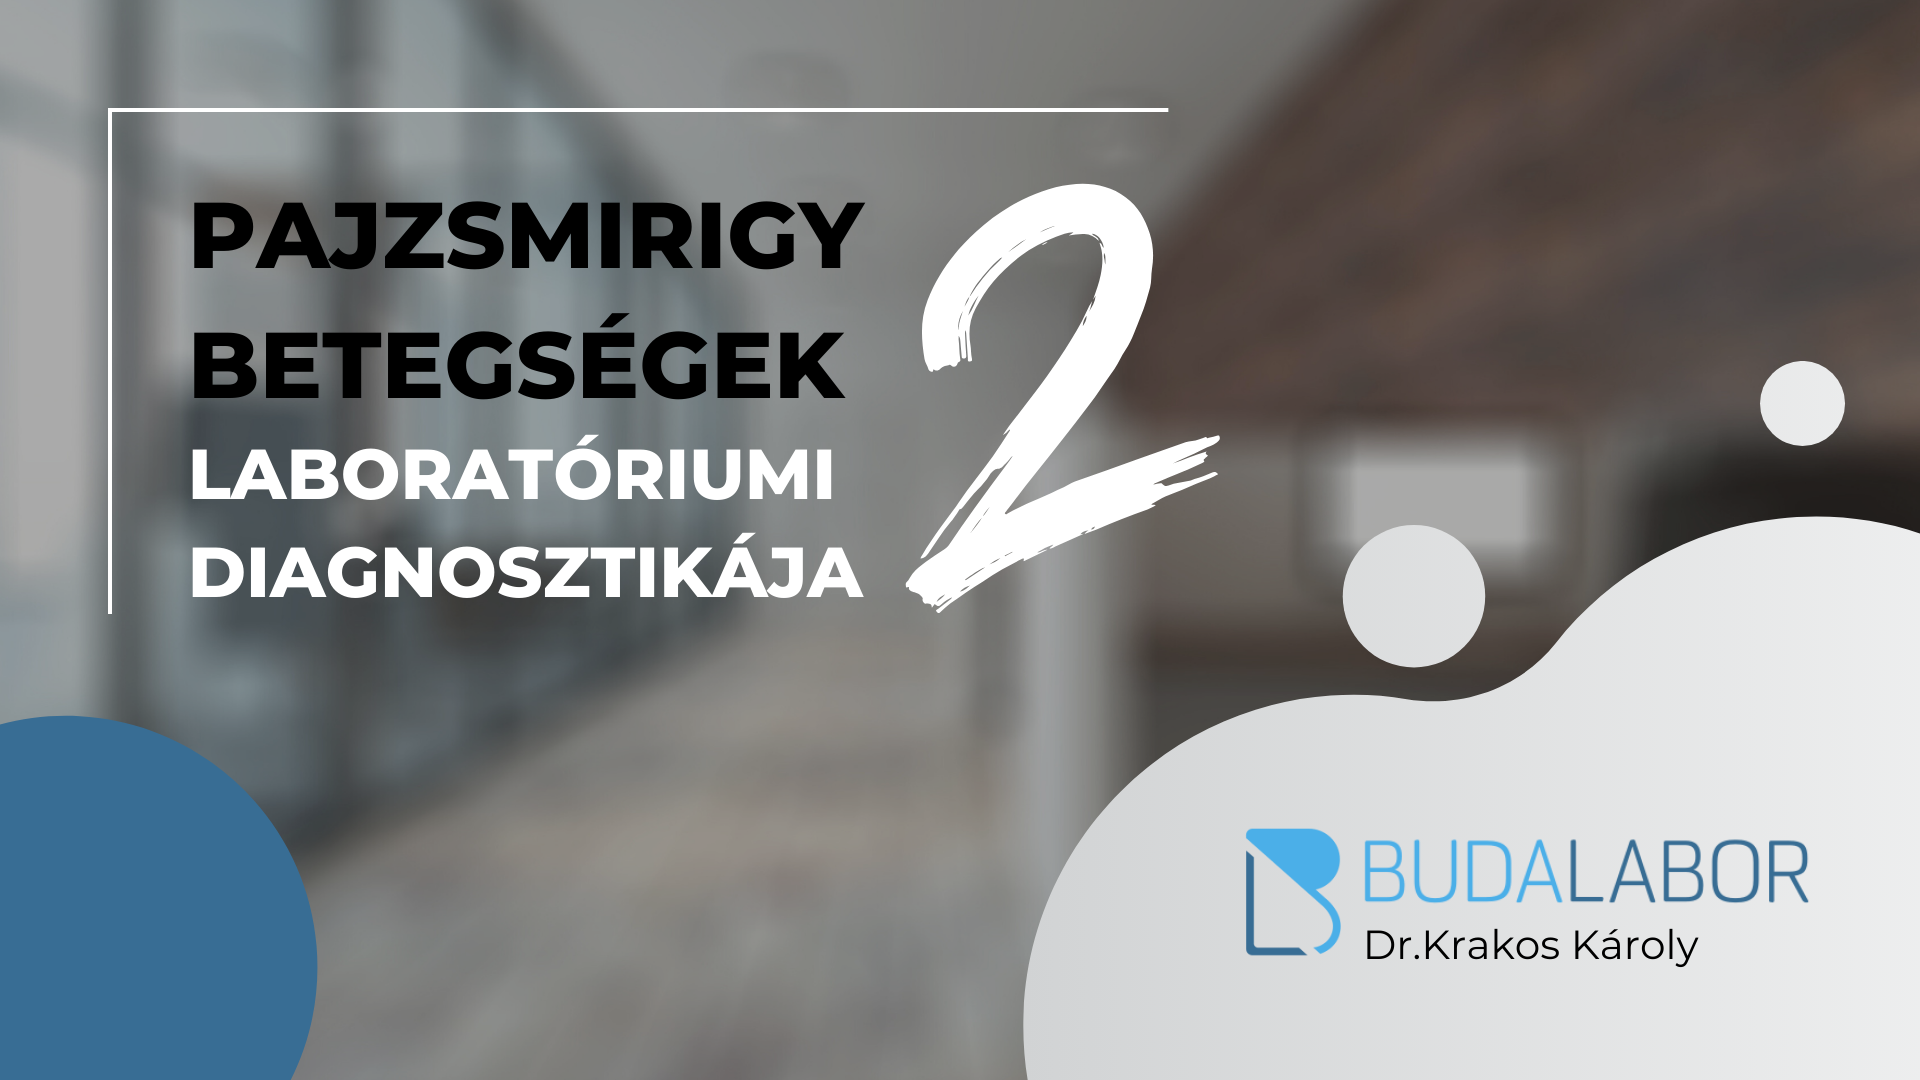 PAJZSMIRIGY
BETEGSÉGEK
LABORATÓRIUMI
DIAGNOSZTIKÁJA
2
BUDALABOR
Dr.Krakos Károly